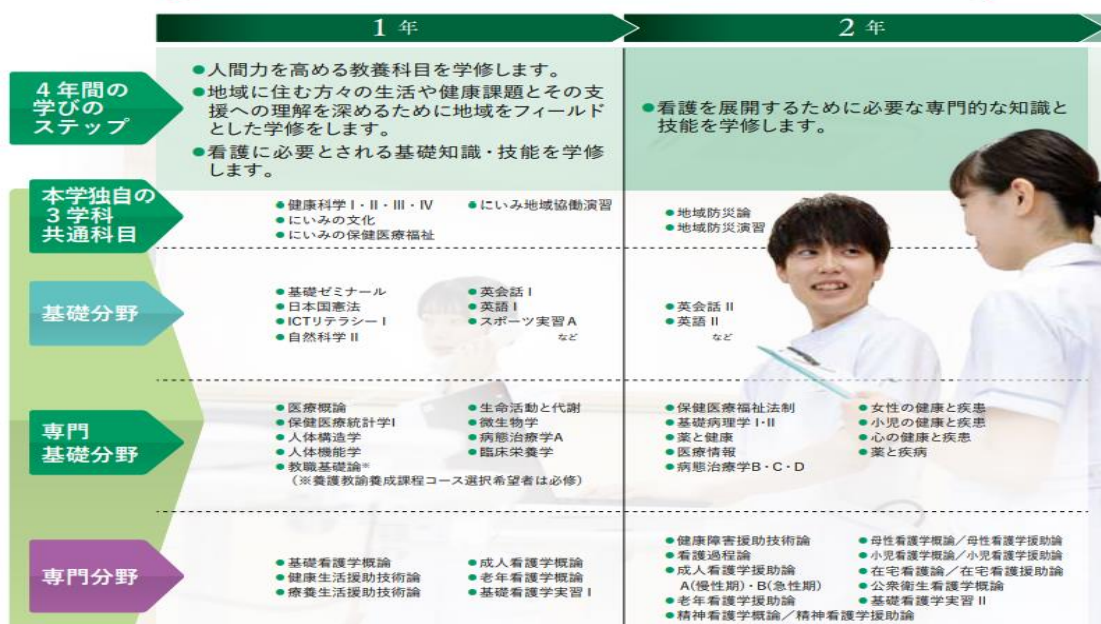 1年
2年
4年間の
学びの
ステップ
●人間力を高める教養科目を学修します。
●地域に住む方々の生活や健康課題とその支
援への理解を深めるために地域をフィールド
とした学修をします。
●看護に必要とされる基礎知識・技能を学修
します。
●看護を展開するために必要な専門的な知識と
技能を学修します。
本学独自の
3学科
共通科目
●健康科学Ⅰ・Ⅱ・Ⅲ・Ⅳ
●にいみの文化
●にいみの保健医療福祉
●にいみ地域協働演習
●地域防災論
●地域防災演習
基礎分野
●基礎ゼミナール
●日本国憲法
●ICTリテラシーⅠ
●自然科学Ⅱ
●英会話Ⅰ
●英語Ⅰ
●スポーツ実習A
など
●英会話Ⅱ
●英語Ⅱ
など
専門
基礎分野
●医療概論
●保健医療統計学Ⅰ
●人体構造学
●人体機能学
●教職基礎論※
(※養護教諭養成課程コース選択希望者は必修)
●生命活動と代謝
●微生物学
●病態治療学A
●臨床栄養学
●保健医療福祉法制
●基礎病理学Ⅰ・Ⅱ
●薬と健康
●医療情報
●病態治療学B・C・D
●女性の健康と疾患
●小児の健康と疾患
●心の健康と疾患
●薬と疾病
専門分野
●基礎看護学概論
●健康生活援助技術論
●療養生活援助技術論
●成人看護学概論
●老年看護学概論
●基礎看護学実習Ⅰ
●健康障害援助技術論
●看護過程論
●成人看護学援助論
A(慢性期)・B(急性期)
●老年看護学援助論
●精神看護学概論/精神看護学援助論
●母性看護学概論/母性看護学援助論
●小児看護学概論/小児看護学援助論
●在宅看護論/在宅看護援助論
●公衆衛生看護学概論
●基礎看護学実習Ⅱ